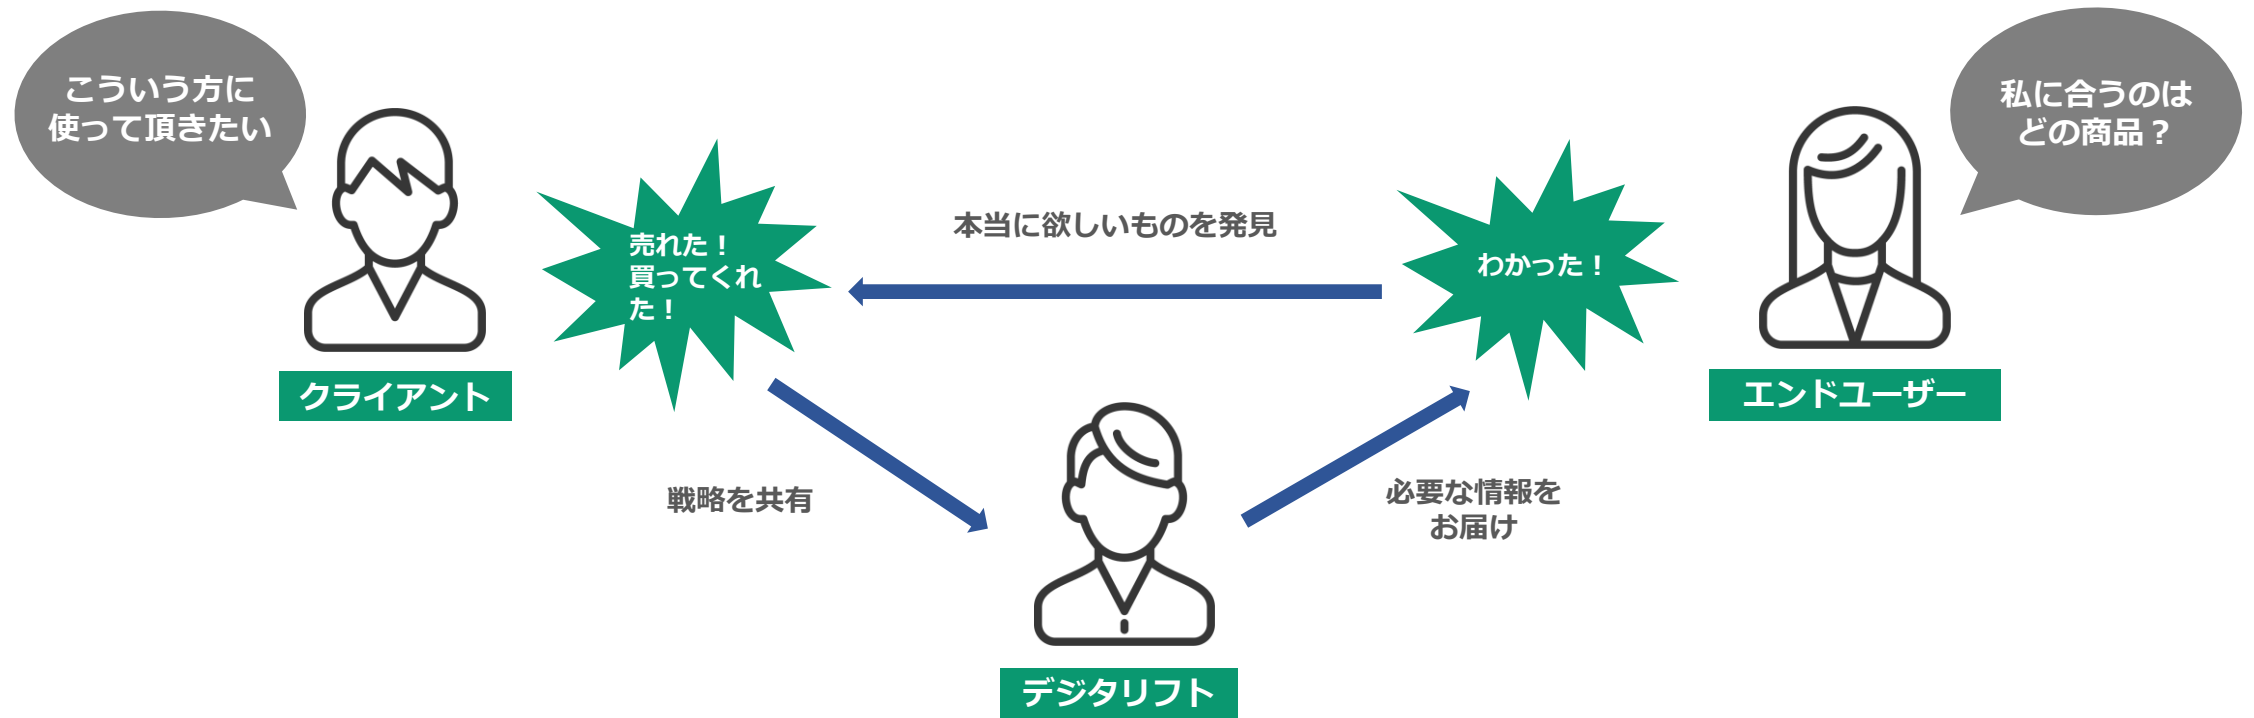 こういう方に
使って頂きたい
私に合うのは
どの商品？
本当に欲しいものを発見
売れた！
買ってくれ
た！
わかった！
クライアント
エンドユーザー
戦略を共有
必要な情報を
お届け
デジタリフト